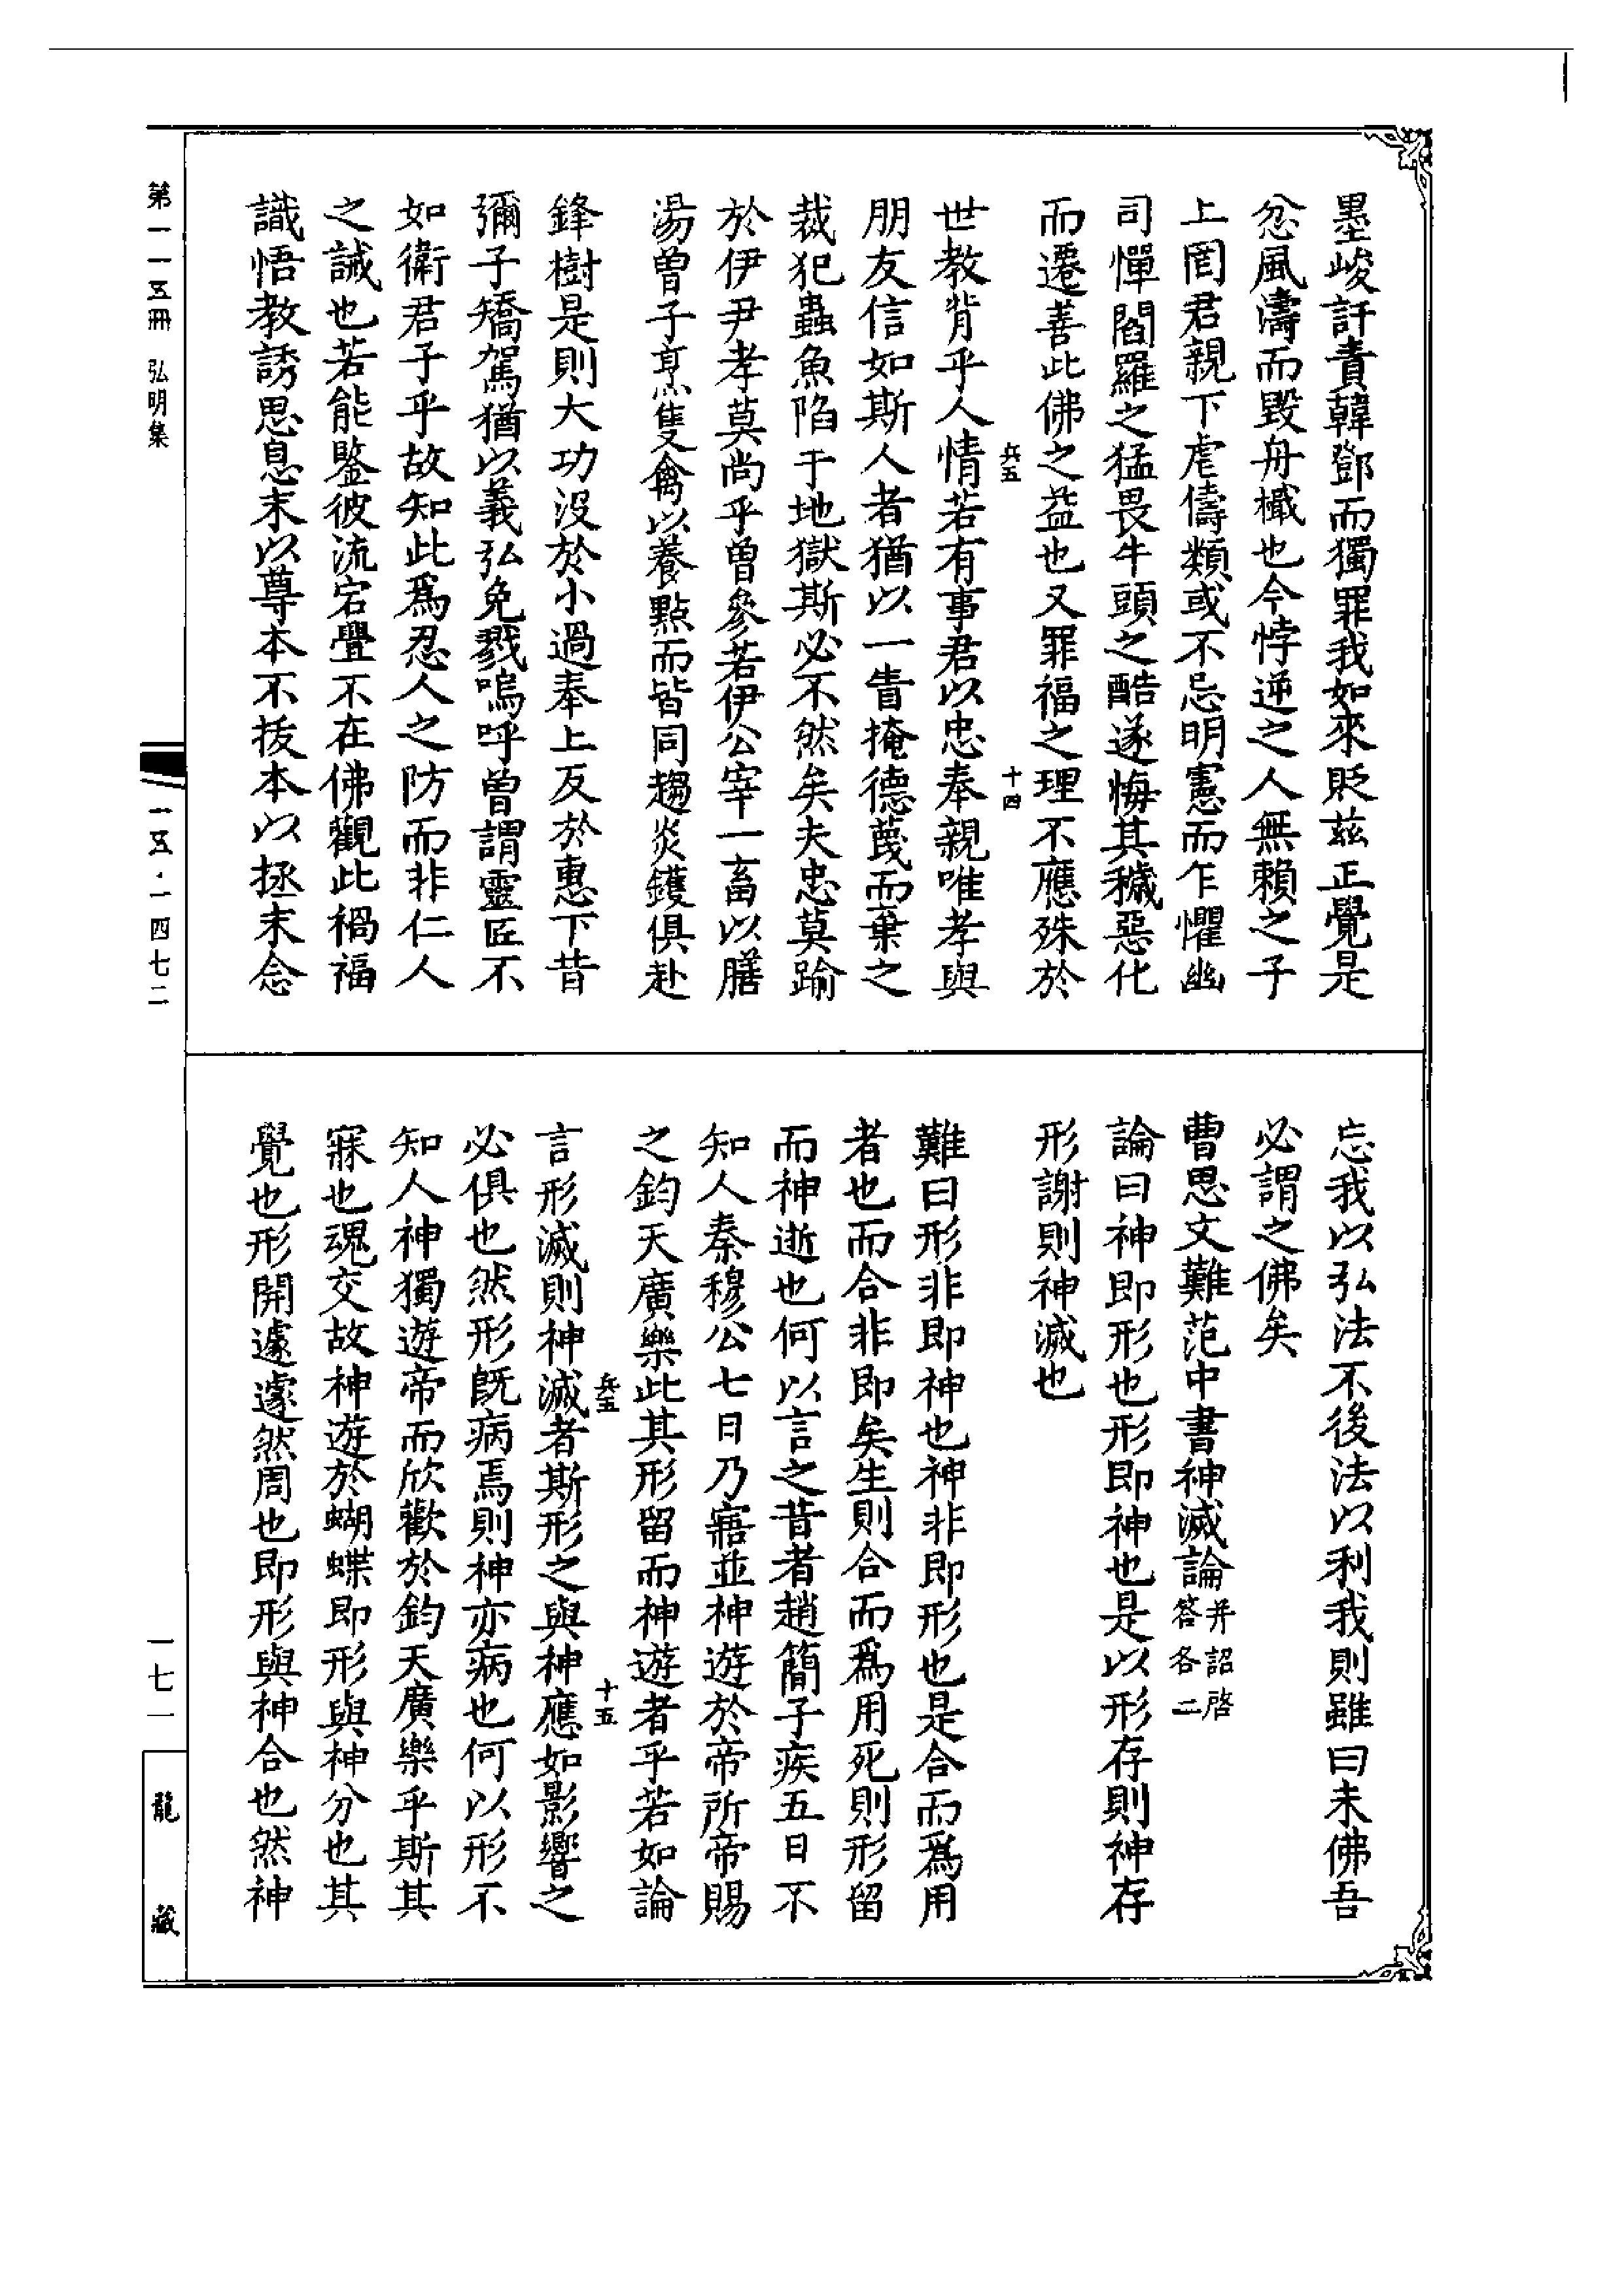 墨峻訐責韓鄧而獨罪我如來貶茲正覺是
忿風濤而毀舟檝也今悖逆之人無賴之子
上罔君親下虐儔類或不忌明憲而乍懼幽
司憚閻羅之猛畏牛頭之酷遂悔其穢惡化
而遷善此佛之益也又罪福之理不應殊於
兵五 十四
世教背乎人情若有事君以忠奉親唯孝與
朋友信如斯人者猶以一眚掩德蔑而棄之
裁犯蟲魚陷于地獄斯必不然矣夫忠莫踰
於伊尹孝莫尚乎曾參若伊公宰一畜以膳
湯曾子烹隻禽以養點而皆同趨炎鑊俱赴
鋒樹是則大功沒於小過奉上反於惠下昔
彌子矯駕猶以義弘免戮嗚呼曾謂靈匠不
如衛君子乎故知此爲忍人之防而非仁人
之誡也若能鑒彼流宕舋不在佛觀此禍福
識悟教誘思息末以尊本不拔本以拯末念
忘我以弘法不後法以利我則雖曰未佛吾
必謂之佛矣
曹思文難范中書神滅論并詔啓答各二
論曰神即形也形即神也是以形存則神存
形謝則神滅也
難曰形非即神也神非即形也是合而爲用
者也而合非即矣生則合而爲用死則形留
而神逝也何以言之昔者趙簡子疾五日不
知人秦穆公七日乃寤並神遊於帝所帝賜
之鈞天廣樂此其形留而神遊者乎若如論
兵五 十五
言形滅則神滅者斯形之與神應如影響之
必俱也然形既病焉則神亦病也何以形不
知人神獨遊帝而欣歡於鈞天廣樂乎斯其
寐也魂交故神遊於蝴蝶即形與神分也其
覺也形開遽遽然周也即形與神合也然神
第一一五冊 弘明集
一五·一四七二
一七一
龍藏